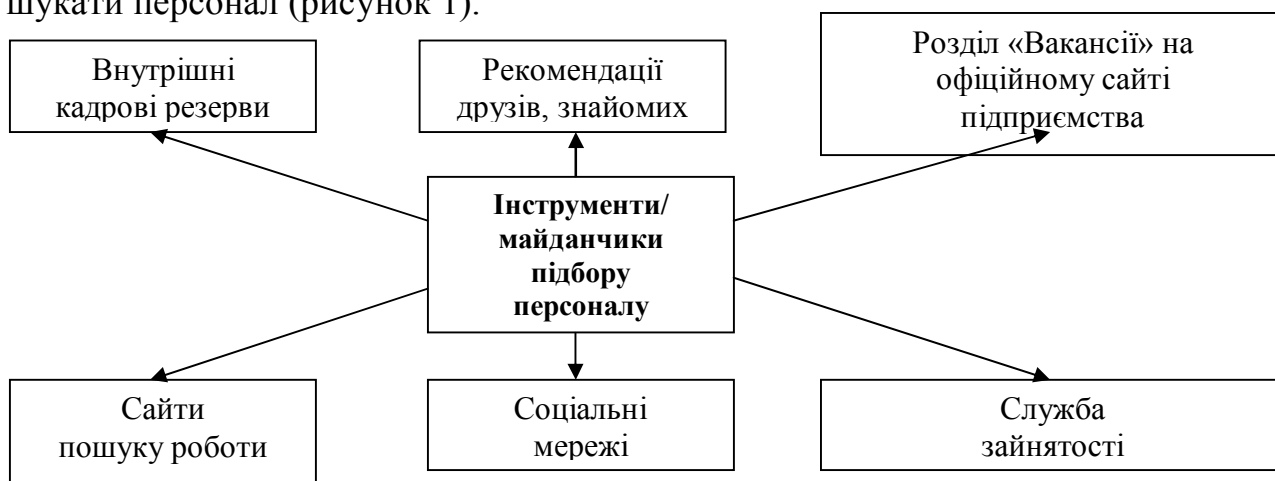 шукати персонал (рисунок 1).
Внутрішні
кадрові резерви
Рекомендації
друзів, знайомих
Розділ «Вакансії» на
офіційному сайті
підприємства
Інструменти/
майданчики
підбору
персоналу
Сайти
пошуку роботи
Соціальні
мережі
Служба
зайнятості